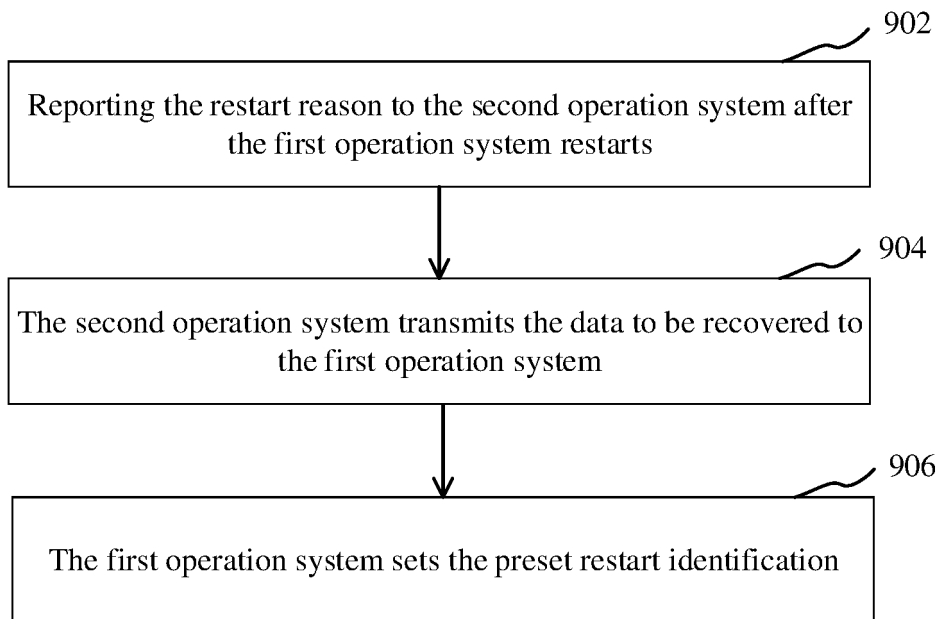 902
Reporting the restart reason to the second operation system after
the first operation system restarts
904
The second operation system transmits the data to be recovered to
the first operation system
906
The first operation system sets the preset restart identification